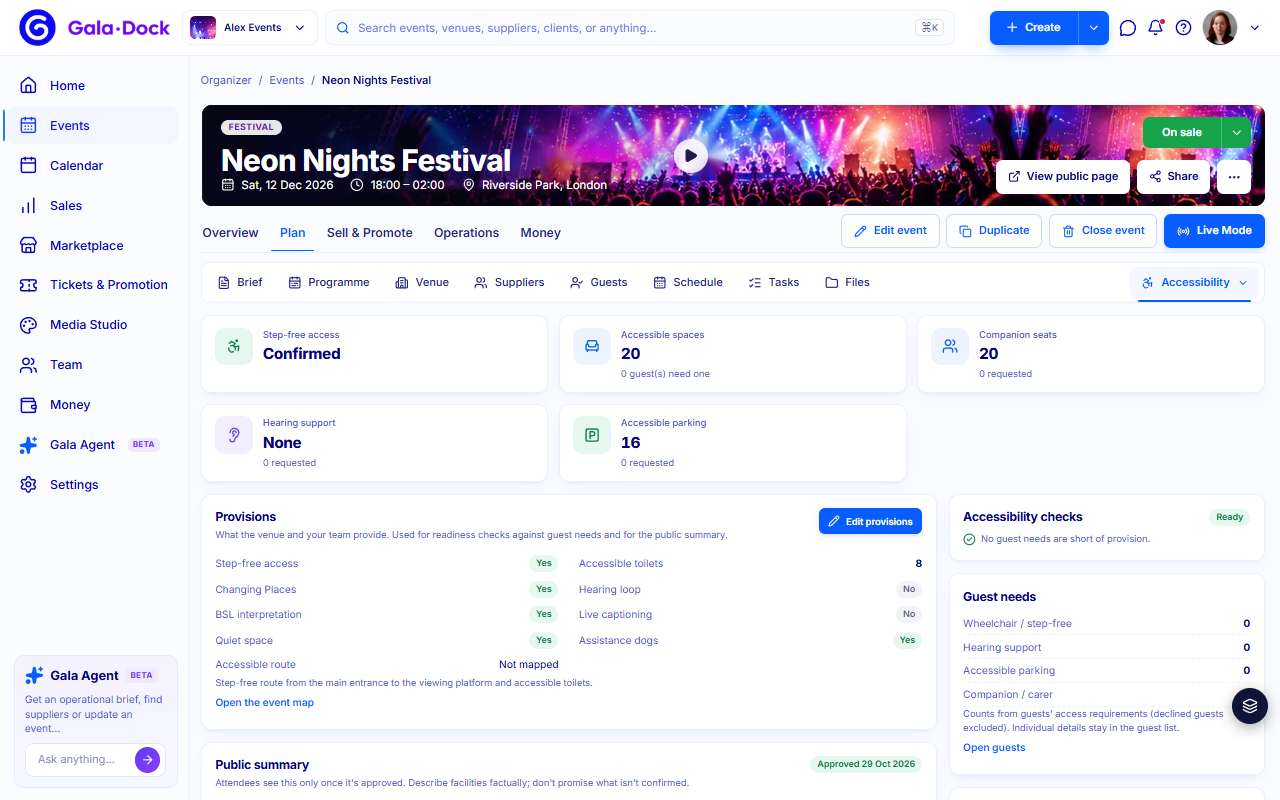 Gala·Dock
Alex Events
Search events, venues, suppliers, clients, or anything...
⌘K
Create
Home
Events
Calendar
Sales
Marketplace
Tickets & Promotion
Media Studio
Team
Money
Gala Agent BETA
Settings
Gala Agent BETA
Get an operational brief, find
suppliers or update an
event...
Ask anything...
Organizer / Events / Neon Nights Festival
FESTIVAL
Neon Nights Festival
Sat, 12 Dec 2026 18:00 – 02:00 Riverside Park, London
On sale
View public page
Share
Overview Plan Sell & Promote Operations Money
Edit event
Duplicate
Close event
Live Mode
Brief Programme Venue Suppliers Guests Schedule Tasks Files
Accessibility
Step-free access
Confirmed
Accessible spaces
20
0 guest(s) need one
Companion seats
20
0 requested
Hearing support
None
0 requested
Accessible parking
16
0 requested
Provisions
Edit provisions
What the venue and your team provide. Used for readiness checks against guest needs and for the public summary.
Step-free access Yes
Accessible toilets 8
Changing Places Yes
Hearing loop No
BSL interpretation Yes
Live captioning No
Quiet space Yes
Assistance dogs Yes
Accessible route Not mapped
Step-free route from the main entrance to the viewing platform and accessible toilets.
Open the event map
Public summary
Approved 29 Oct 2026
Attendees see this only once it's approved. Describe facilities factually; don't promise what isn't confirmed.
Accessibility checks
Ready
No guest needs are short of provision.
Guest needs
Wheelchair / step-free 0
Hearing support 0
Accessible parking 0
Companion / carer
Counts from guests' access requirements (declined guests
excluded). Individual details stay in the guest list.
Open guests